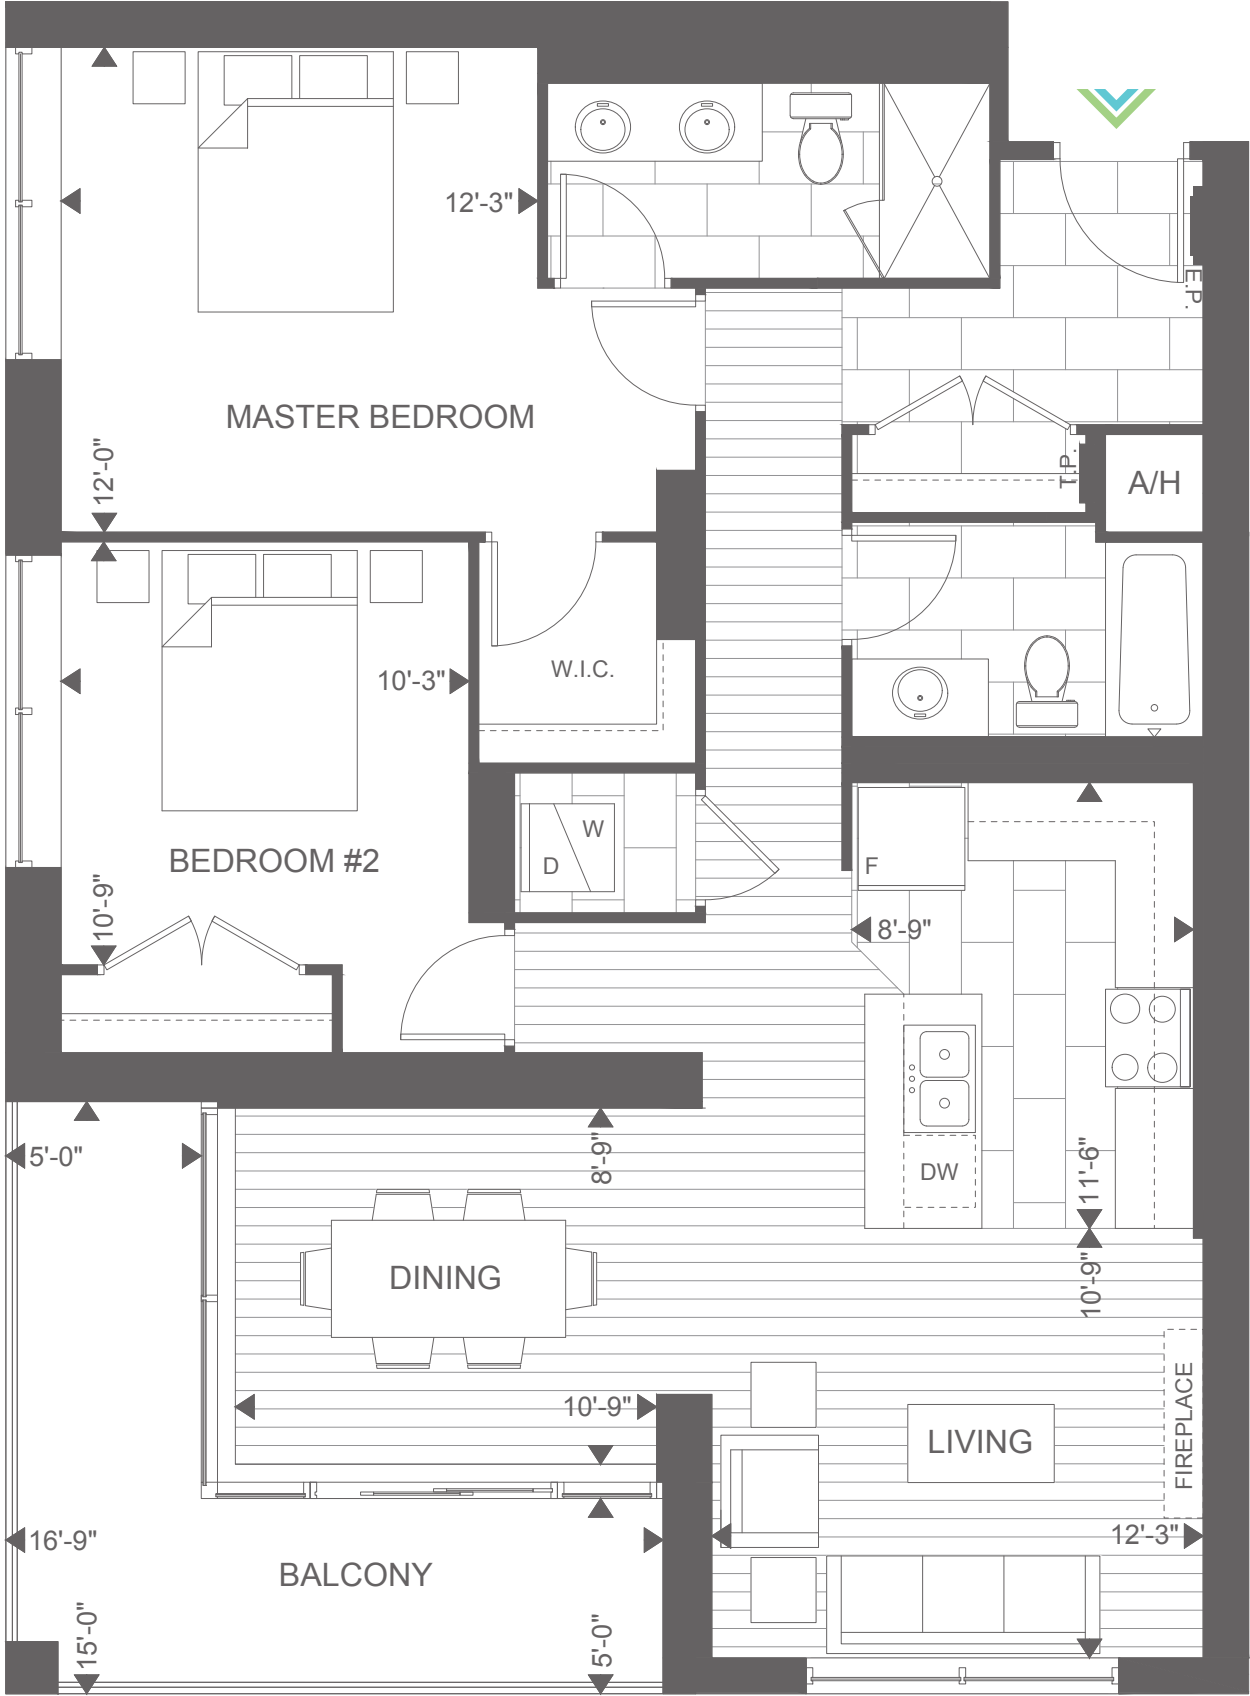 12'-3"
E.P.
MASTER BEDROOM
12'-0"
T.P.
A/H
10'-3"
W.I.C.
W
D
F
BEDROOM #2
10'-9"
8'-9"
5'-0"
8'-9"
11'-6"
DW
10'-9"
DINING
10'-9"
LIVING
FIREPLACE
16'-9"
12'-3"
BALCONY
15'-0"
5'-0"